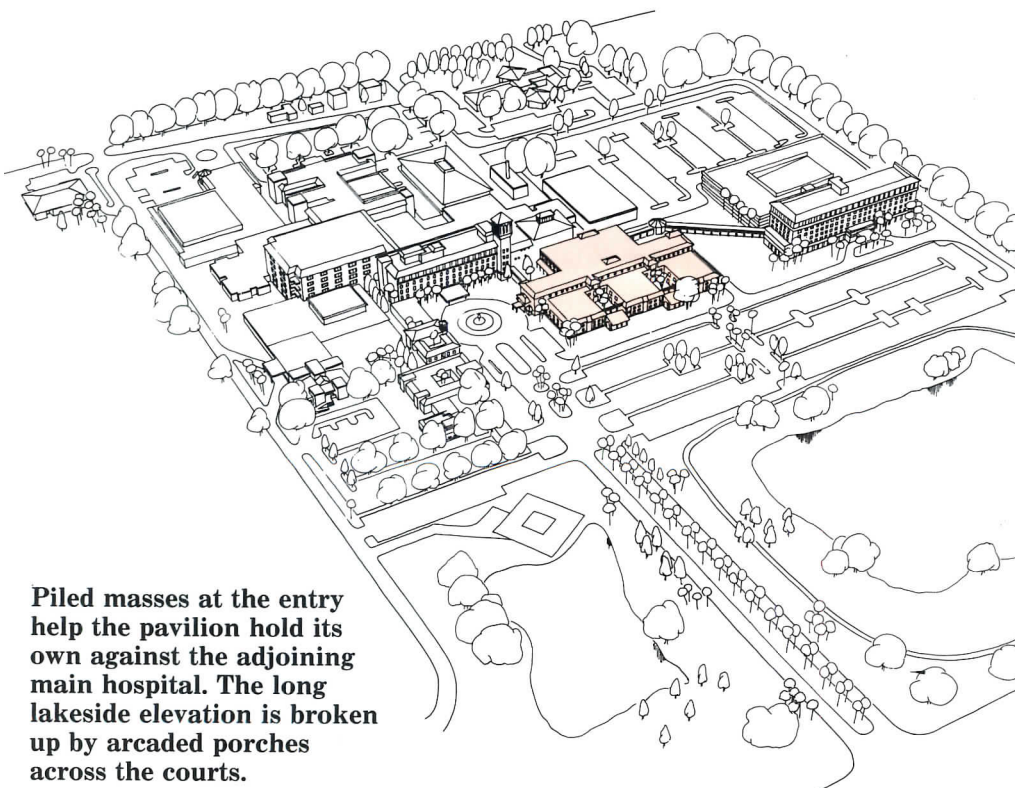 Piled masses at the entry
help the pavilion hold its
own against the adjoining
main hospital. The long
lakeside elevation is broken
up by arcaded porches
across the courts.